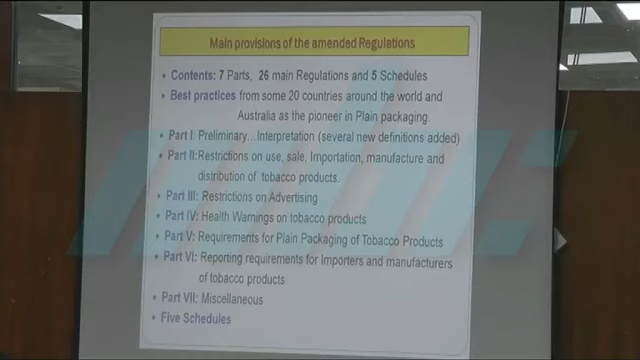 Main provisions of the amended Regulations
• Contents: 7 Parts, 26 main Regulations and 5 Schedules
• Best practices from some 20 countries around the world and
Australia as the pioneer in Plain packaging.
• Part I: Preliminary...Interpretation (several new definitions added)
• Part II:Restrictions on use, sale, Importation, manufacture and
distribution of tobacco products.
• Part III: Restrictions on Advertising
• Part IV: Health Warnings on tobacco products
• Part V: Requirements for Plain Packaging of Tobacco Products
• Part VI: Reporting requirements for Importers and manufacturers
of tobacco products
• Part VII: Miscellaneous
• Five Schedules